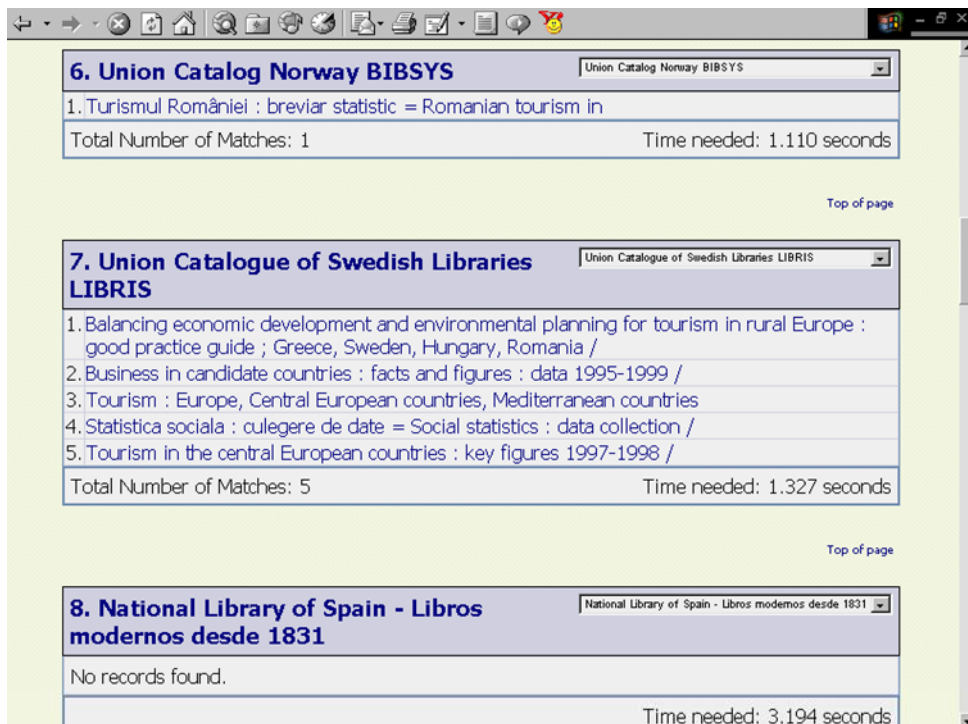 6. Union Catalog Norway BIBSYS
Union Catalog Norway BIBSYS
1. Turismul României : breviar statistic = Romanian tourism in
Total Number of Matches: 1
Time needed: 1.110 seconds
Top of page
7. Union Catalogue of Swedish Libraries
LIBRIS
Union Catalogue of Swedish Libraries LIBRIS
1. Balancing economic development and environmental planning for tourism in rural Europe :
good practice guide ; Greece, Sweden, Hungary, Romania /
2. Business in candidate countries : facts and figures : data 1995-1999 /
3. Tourism : Europe, Central European countries, Mediterranean countries
4. Statistica sociala : culegere de date = Social statistics : data collection /
5. Tourism in the central European countries : key figures 1997-1998 /
Total Number of Matches: 5
Time needed: 1.327 seconds
Top of page
8. National Library of Spain - Libros
modernos desde 1831
National Library of Spain - Libros modernos desde 1831
No records found.
Time needed: 3.194 seconds